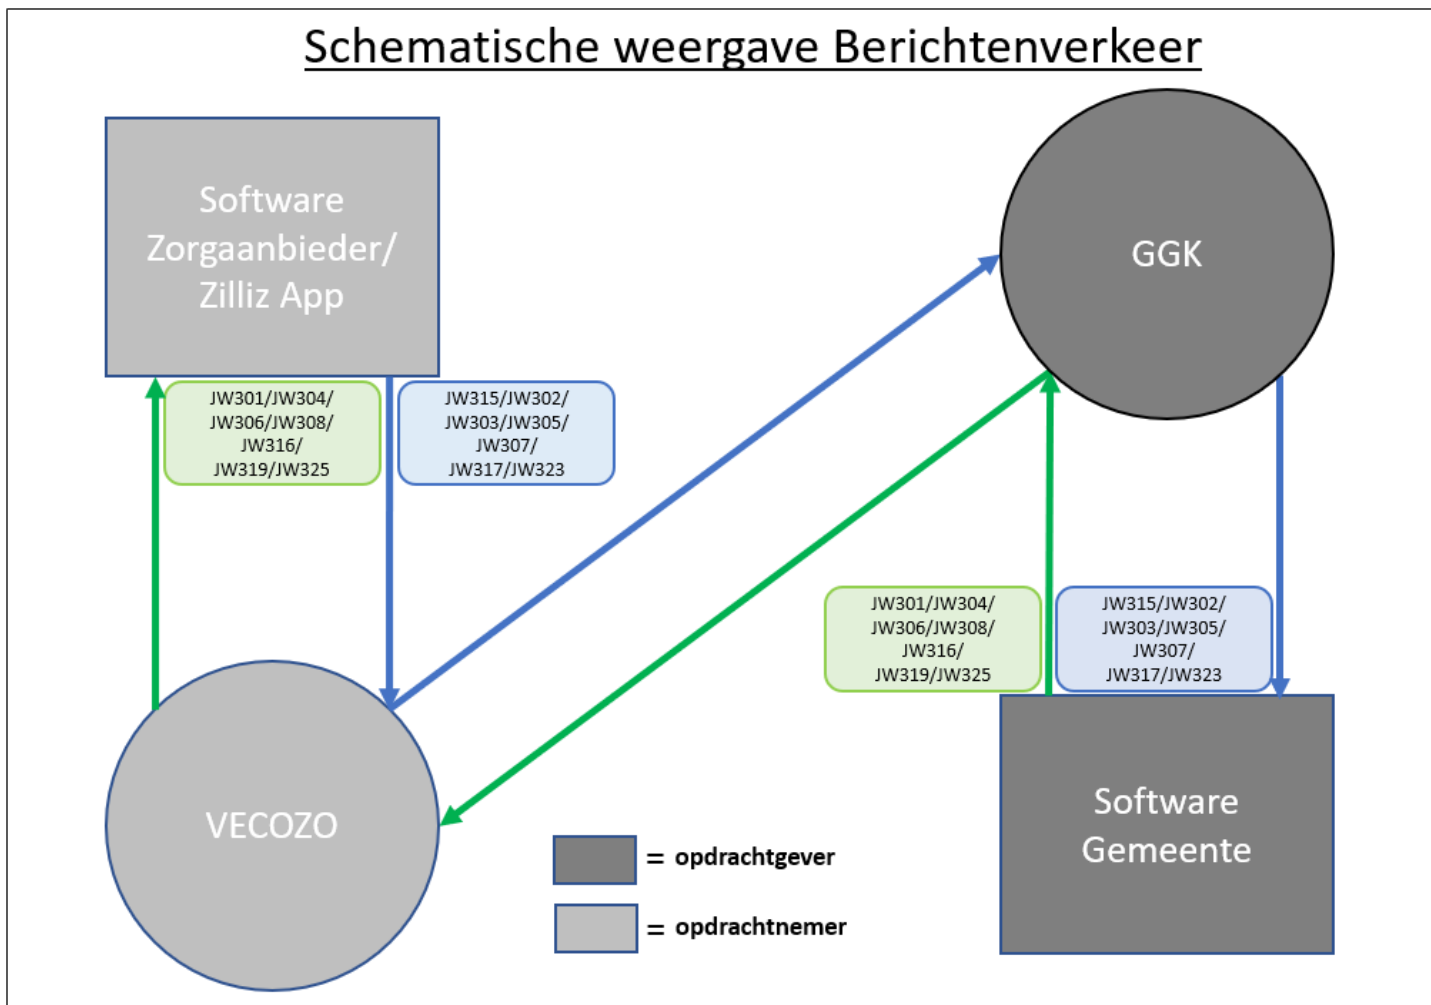 Schematische weergave Berichtenverkeer
Software
Zorgaanbieder/
Zilliz App
GGK
JW301/JW304/
JW306/JW308/
JW316/
JW319/JW325
JW315/JW302/
JW303/JW305/
JW307/
JW317/JW323
JW301/JW304/
JW306/JW308/
JW316/
JW319/JW325
JW315/JW302/
JW303/JW305/
JW307/
JW317/JW323
VECOZO
Software
Gemeente
= opdrachtgever
= opdrachtnemer